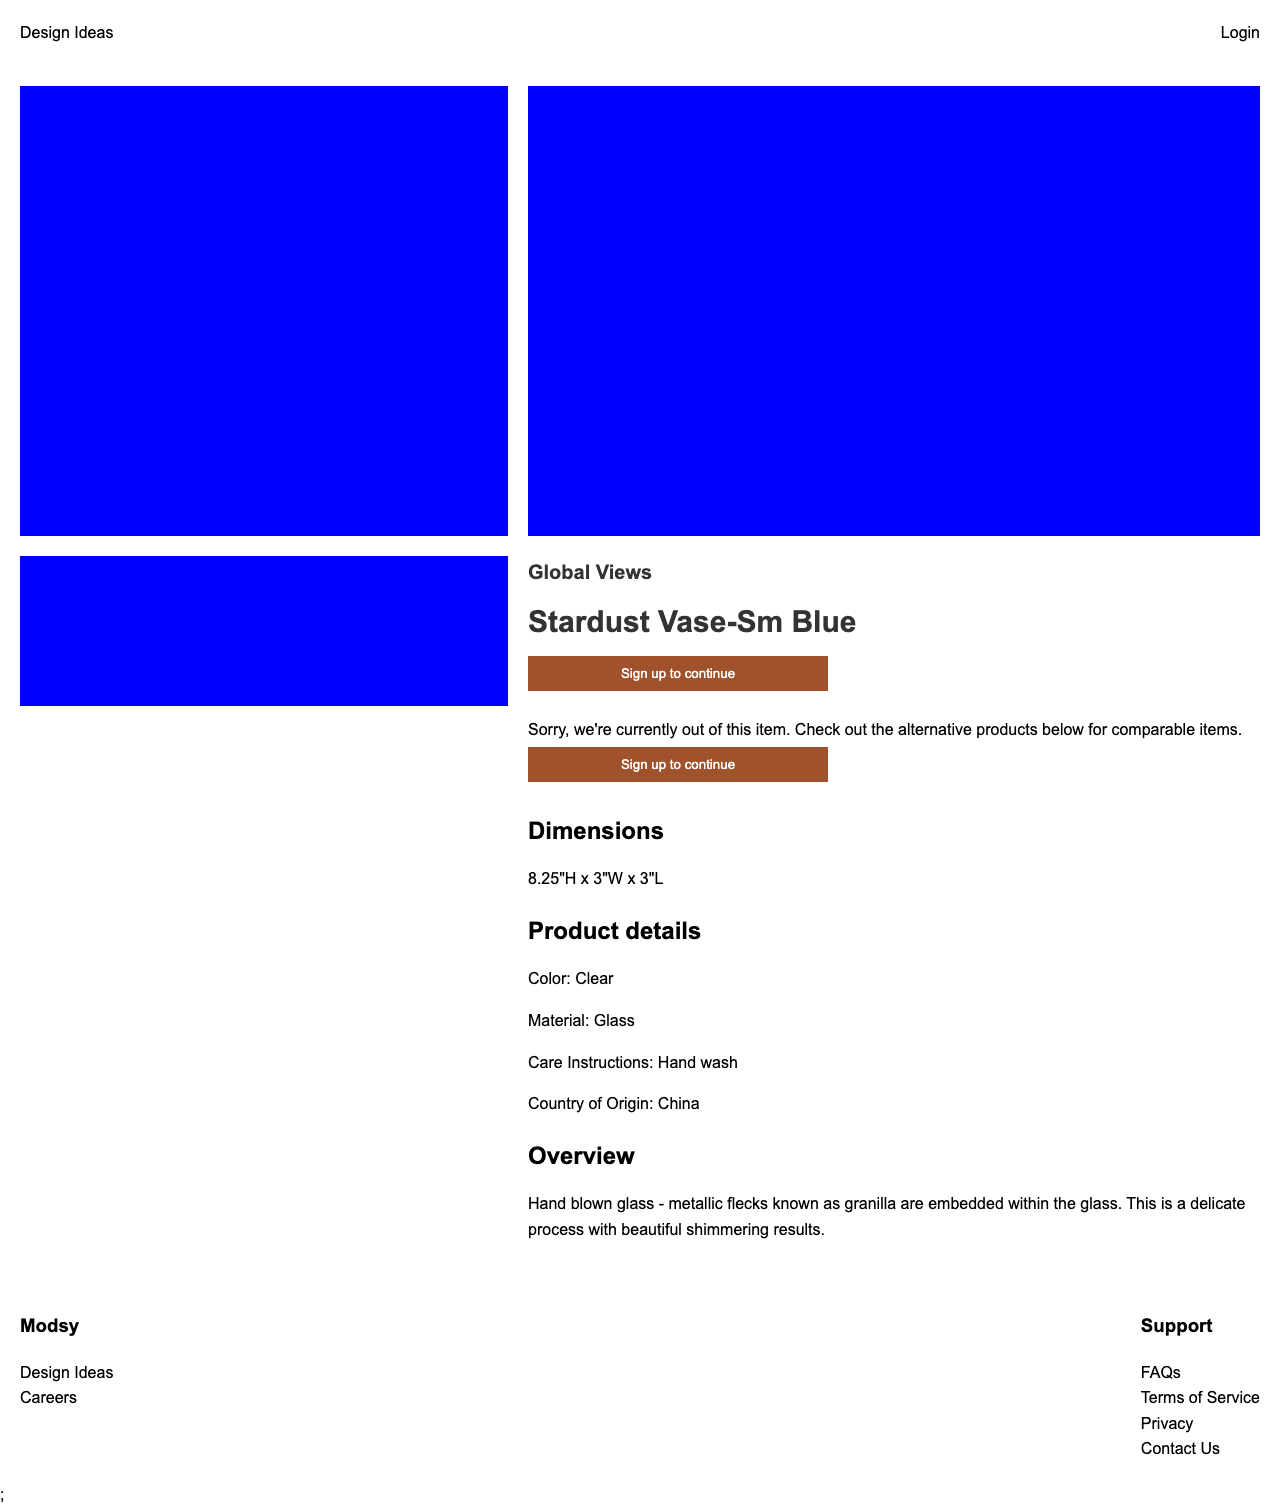 Design Ideas
Login
Global Views
Stardust Vase-Sm Blue
Sign up to continue
Sorry, we're currently out of this item. Check out the alternative products below for comparable items.
Sign up to continue
Dimensions
8.25"H x 3"W x 3"L
Product details
Color: Clear
Material: Glass
Care Instructions: Hand wash
Country of Origin: China
Overview
Hand blown glass - metallic flecks known as granilla are embedded within the glass. This is a delicate
process with beautiful shimmering results.
Modsy
Design Ideas
Careers
Support
FAQs
Terms of Service
Privacy
Contact Us
;